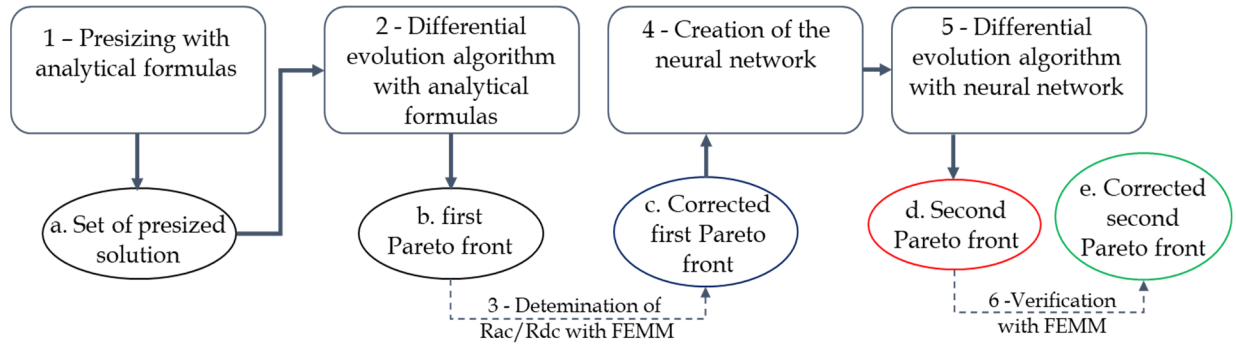 1 – Presizing with
analytical formulas
2 - Differential
evolution algorithm
with analytical
formulas
4 - Creation of the
neural network
5 - Differential
evolution algorithm
with neural network
a. Set of presized
solution
b. first
Pareto front
c. Corrected
first Pareto
front
d. Second
Pareto front
e. Corrected
second
Pareto front
3 - Detemination of
Rac/Rdc with FEMM
6 -Verification
with FEMM